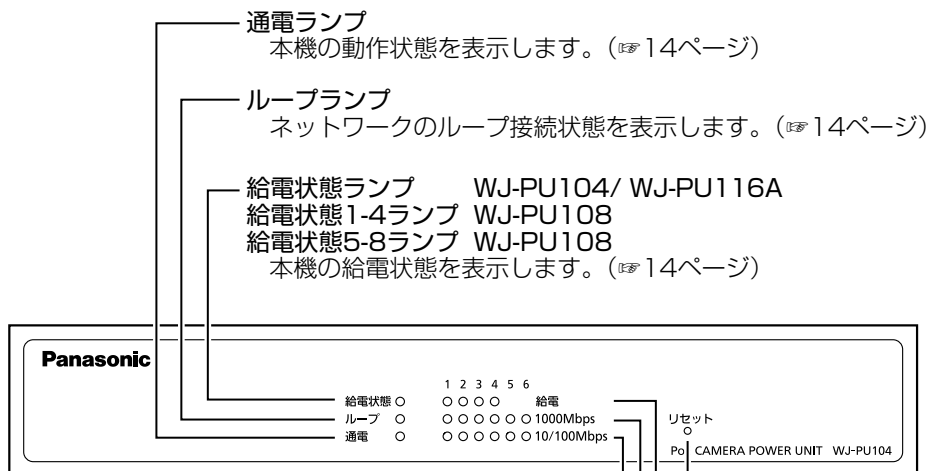 通電ランプ
本機の動作状態を表示します。(☞14ページ)
ループランプ
ネットワークのループ接続状態を表示します。(☞14ページ)
給電状態ランプ WJ-PU104/ WJ-PU116A
給電状態1-4ランプ WJ-PU108
給電状態5-8ランプ WJ-PU108
本機の給電状態を表示します。(☞14ページ)
Panasonic
1 2 3 4 5 6
給電状態 給電
ループ 1000Mbps
通電 10/100Mbps
リセット
CAMERA POWER UNIT WJ-PU104